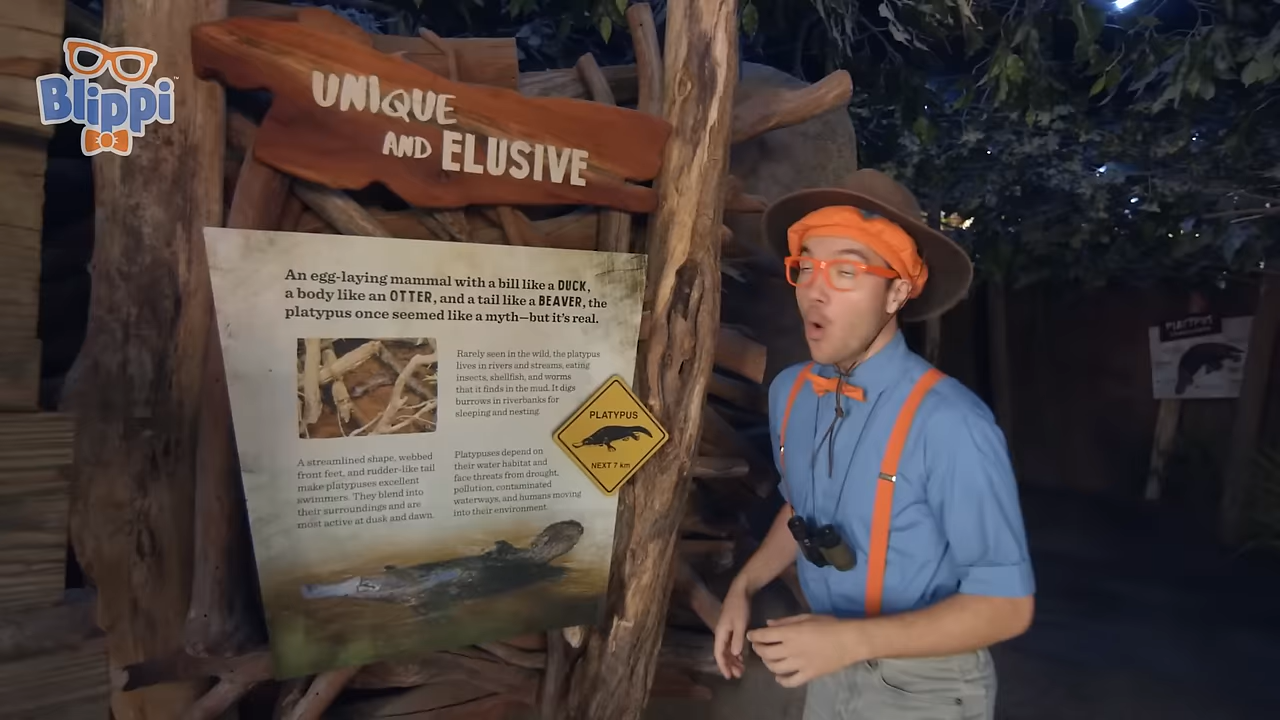 Blippi
UNIQUE
AND ELUSIVE
An egg-laying mammal with a bill like a DUCK,
a body like an OTTER, and a tail like a BEAVER, the
platypus once seemed like a myth—but it's real.
Rarely seen in the wild, the platypus
lives in rivers and streams, eating
insects, shellfish, and worms
that it finds in the mud. It digs
burrows in riverbanks for
sleeping and nesting.
PLATYPUS
NEXT 7 km
A streamlined shape, webbed
front feet, and rudder-like tail
make platypuses excellent
swimmers. They blend into
their surroundings and are
most active at dusk and dawn.
Platypuses depend on
their water habitat and
face threats from drought,
pollution, contaminated
waterways, and humans moving
into their environment.
PLATYPUS